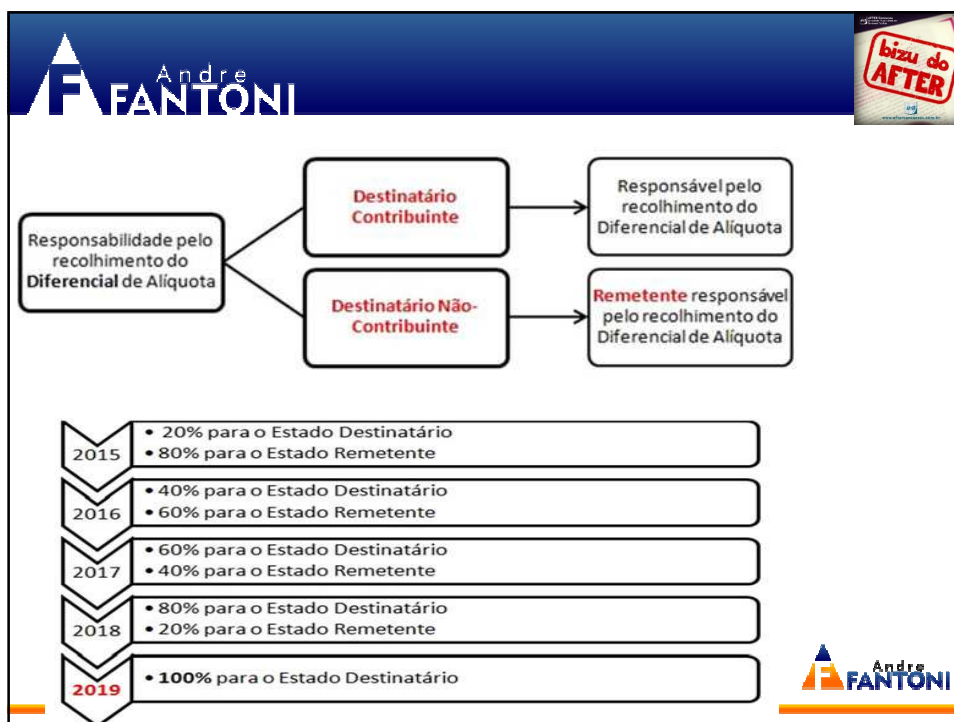 Andre
FANTONI
bizu do
AFTER
Responsabilidade pelo
recolhimento do
Diferencial de Alíquota
Destinatário
Contribuinte
Responsável pelo
recolhimento do
Diferencial de Alíquota
Destinatário Não-
Contribuinte
Remetente responsável
pelo recolhimento do
Diferencial de Alíquota
2015
• 20% para o Estado Destinatário
• 80% para o Estado Remetente
2016
• 40% para o Estado Destinatário
• 60% para o Estado Remetente
2017
• 60% para o Estado Destinatário
• 40% para o Estado Remetente
2018
• 80% para o Estado Destinatário
• 20% para o Estado Remetente
2019
• 100% para o Estado Destinatário
Andre
FANTONI